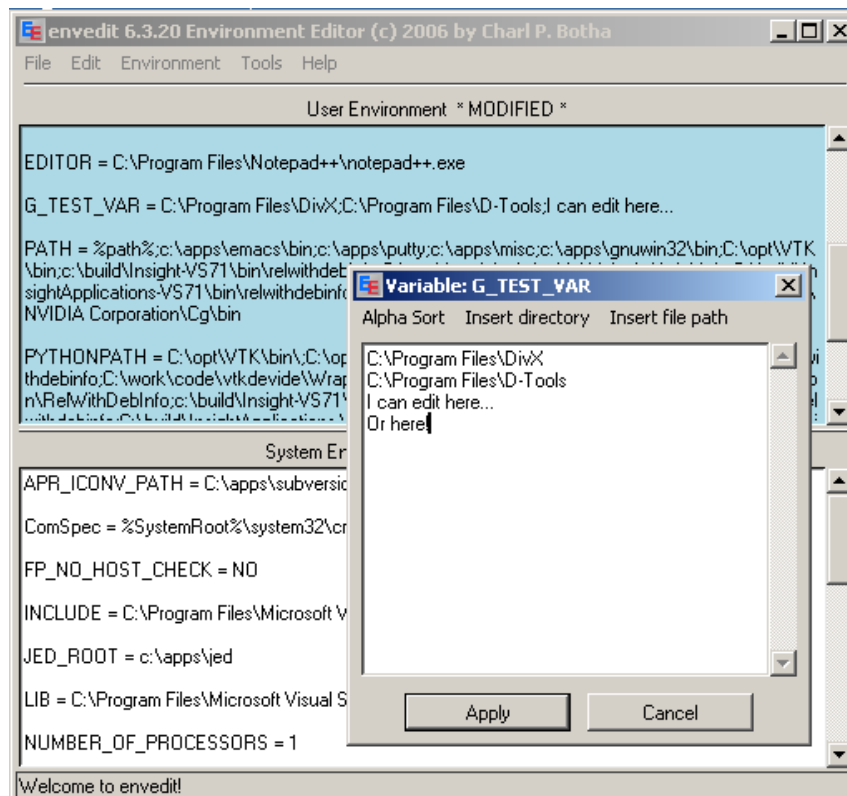 envedit 6.3.20 Environment Editor (c) 2006 by Charl P. Botha
File Edit Environment Tools Help
User Environment * MODIFIED *
EDITOR = C:\Program Files\Notepad++\notepad++.exe
G_TEST_VAR = C:\Program Files\DivX;C:\Program Files\D-Tools;I can edit here...
PATH = %path%;c:\apps\emacs\bin;c:\apps\putty;c:\apps\misc;c:\apps\gnuwin32\bin;C:\opt\VTK
\bin;c:\build\Insight-VS71\bin\relwithdeb
sightApplications-VS71\bin\relwithdebinfo
NVIDIA Corporation\Cg\bin
PYTHONPATH = C:\opt\VTK\bin\;C:\op
thdebinfo;C:\work\code\vtkdevide\Wrap
n\RelWithDebInfo;c:\build\Insight-VS71\
Variable: G_TEST_VAR
Alpha Sort Insert directory Insert file path
C:\Program Files\DivX
C:\Program Files\D-Tools
I can edit here...
Or here!
Apply Cancel
System Er
APR_ICONV_PATH = C:\apps\subversic
ComSpec = %SystemRoot%\system32\cr
FP_NO_HOST_CHECK = NO
INCLUDE = C:\Program Files\Microsoft V
JED_ROOT = c:\apps\jed
LIB = C:\Program Files\Microsoft Visual S
NUMBER_OF_PROCESSORS = 1
Welcome to envedit!